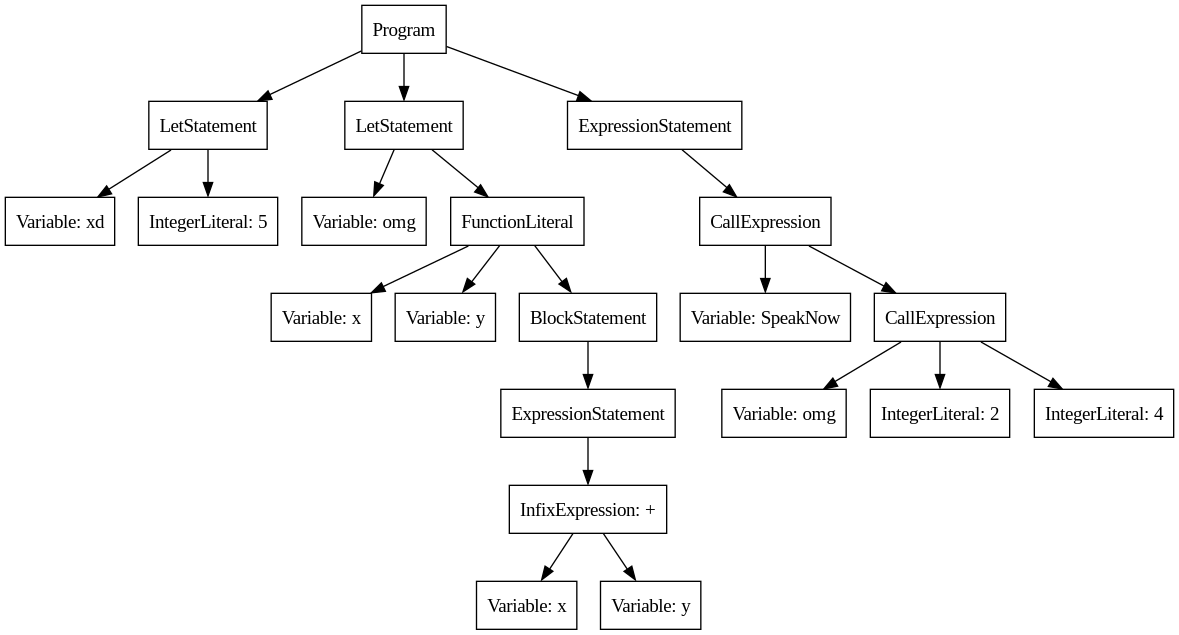 Program
LetStatement
LetStatement
ExpressionStatement
Variable: xd
IntegerLiteral: 5
Variable: omg
FunctionLiteral
CallExpression
Variable: x
Variable: y
BlockStatement
Variable: SpeakNow
CallExpression
ExpressionStatement
Variable: omg
IntegerLiteral: 2
IntegerLiteral: 4
InfixExpression: +
Variable: x
Variable: y